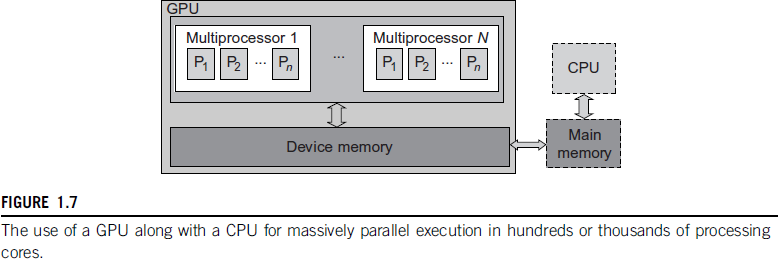 GPU
Multiprocessor 1
Multiprocessor N
P1 P2 ... Pn
...
P1 P2 ... Pn
CPU
Device memory
Main
memory
FIGURE 1.7
The use of a GPU along with a CPU for massively parallel execution in hundreds or thousands of processing
cores.